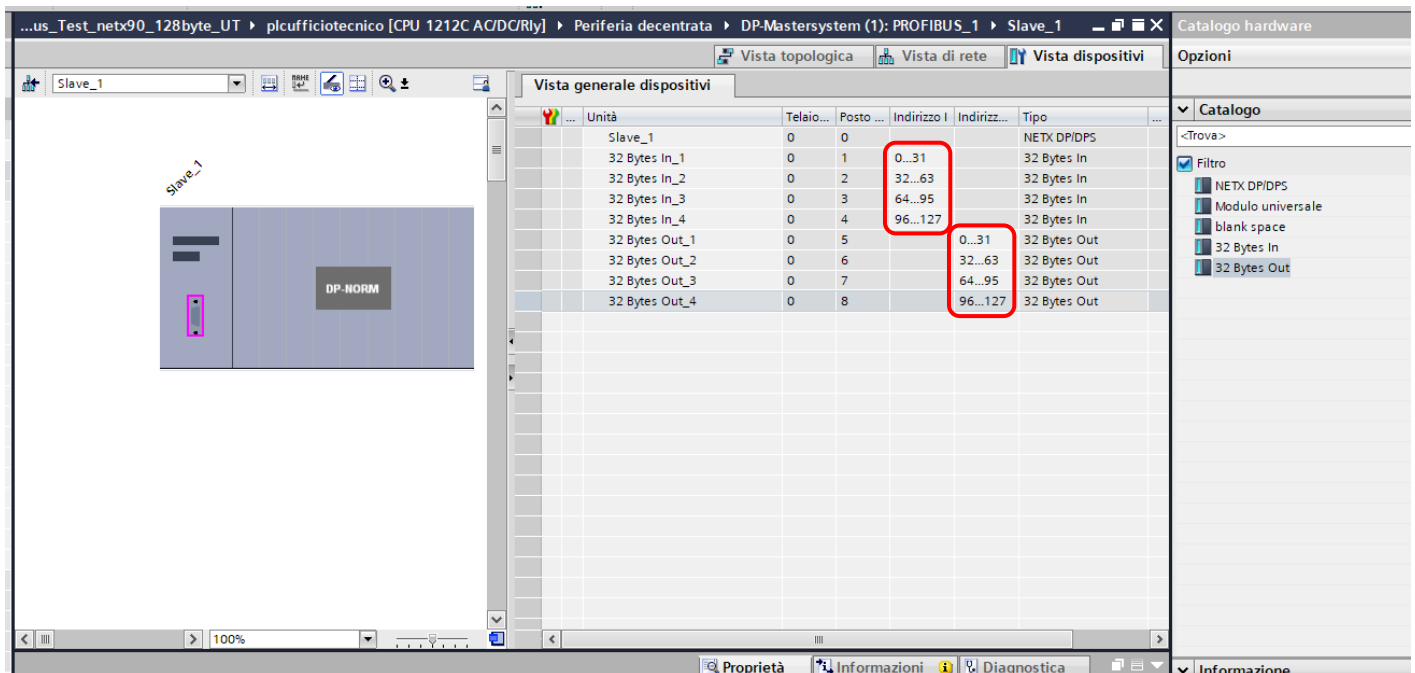 ...us_Test_netx90_128byte_UT ▸ plcufficiotecnico [CPU 1212C AC/DC/Rly] ▸ Periferia decentrata ▸ DP-Mastersystem (1): PROFIBUS_1 ▸ Slave_1
Catalogo hardware
Vista topologica Vista di rete Vista dispositivi
Opzioni
Slave_1
Vista generale dispositivi
Catalogo
... Unità Telaio... Posto ... Indirizzo I Indirizz... Tipo ...
<Trova>
Slave_1 0 0 NETX DP/DPS
32 Bytes In_1 0 1 0...31 32 Bytes In
32 Bytes In_2 0 2 32...63 32 Bytes In
32 Bytes In_3 0 3 64...95 32 Bytes In
32 Bytes In_4 0 4 96...127 32 Bytes In
32 Bytes Out_1 0 5 0...31 32 Bytes Out
32 Bytes Out_2 0 6 32...63 32 Bytes Out
32 Bytes Out_3 0 7 64...95 32 Bytes Out
32 Bytes Out_4 0 8 96...127 32 Bytes Out
Filtro
NETX DP/DPS
Modulo universale
blank space
32 Bytes In
32 Bytes Out
Slave_1
DP-NORM
100%
Proprietà Informazioni Diagnostica
Informazione